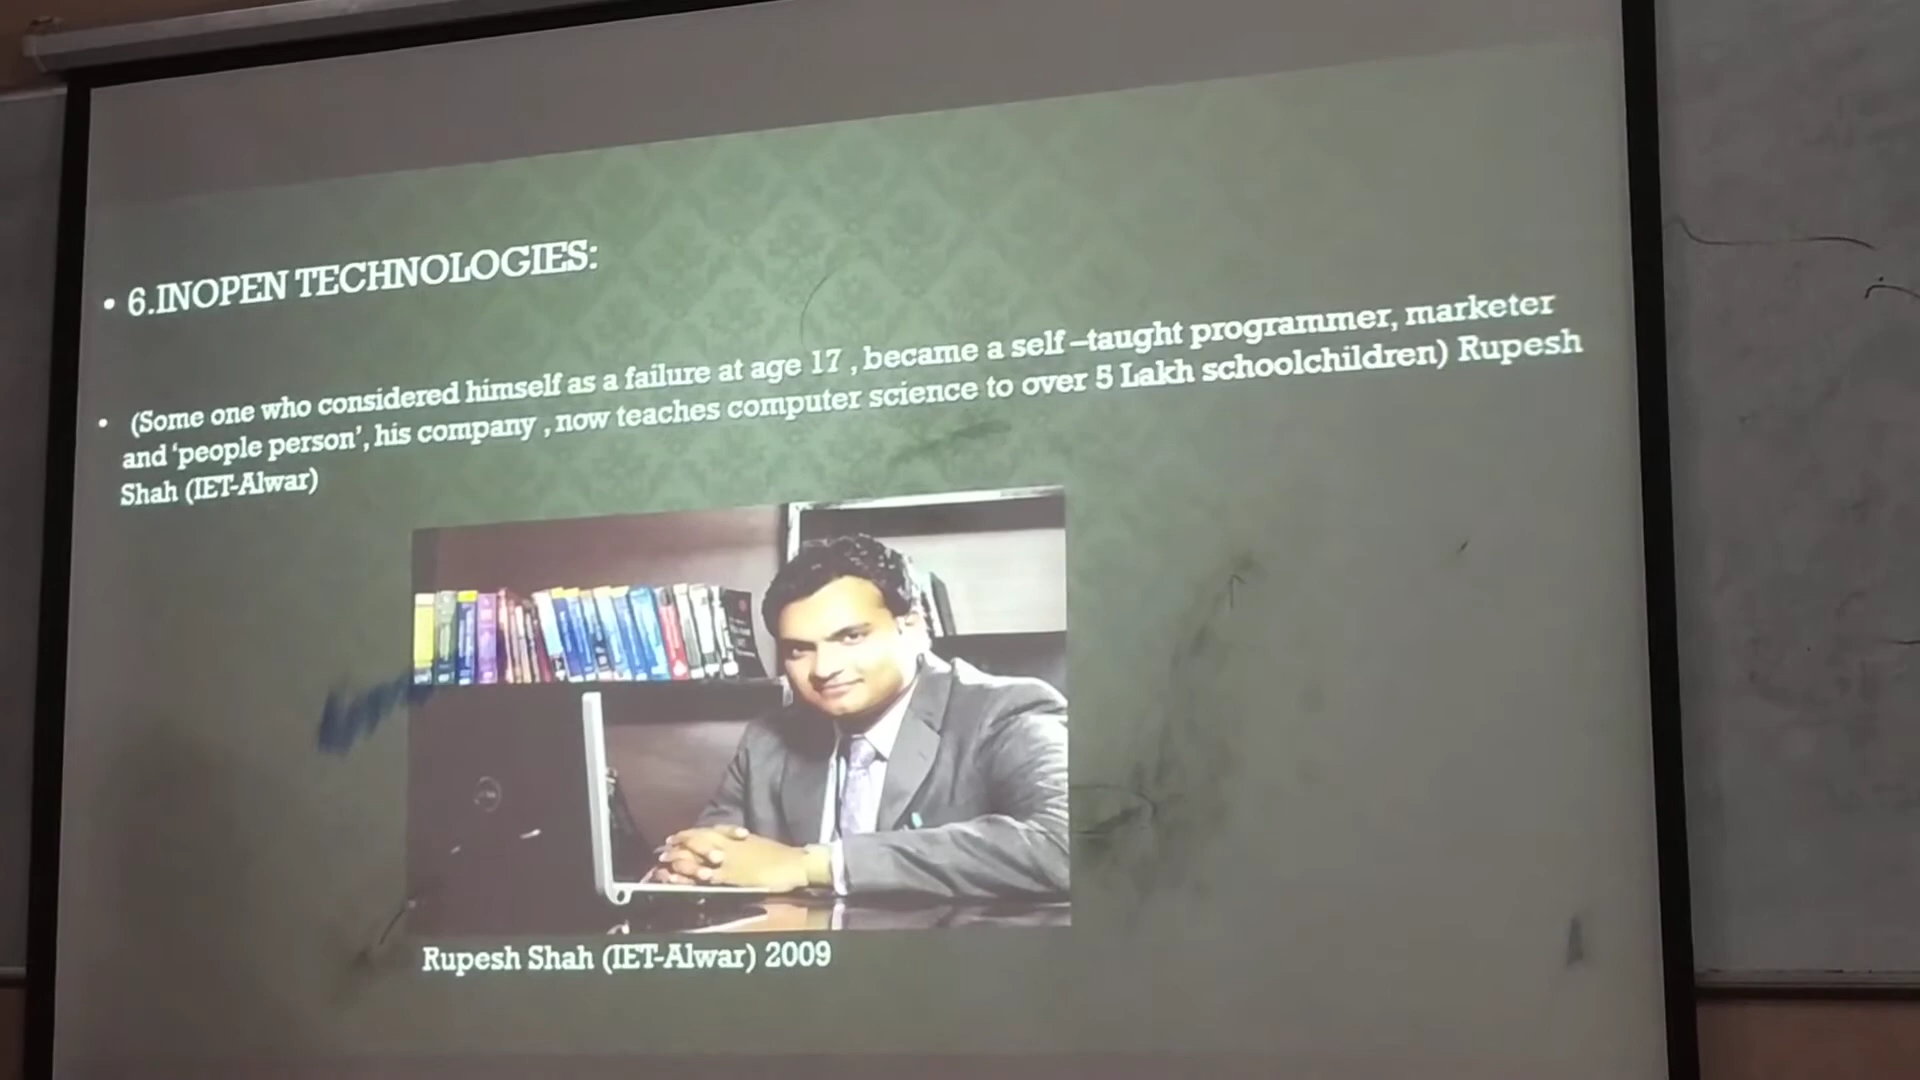 • 6.INOPEN TECHNOLOGIES:
• (Some one who considered himself as a failure at age 17 , became a self –taught programmer, marketer
and ‘people person’, his company , now teaches computer science to over 5 Lakh schoolchildren) Rupesh
Shah (IET-Alwar)
Rupesh Shah (IET-Alwar) 2009